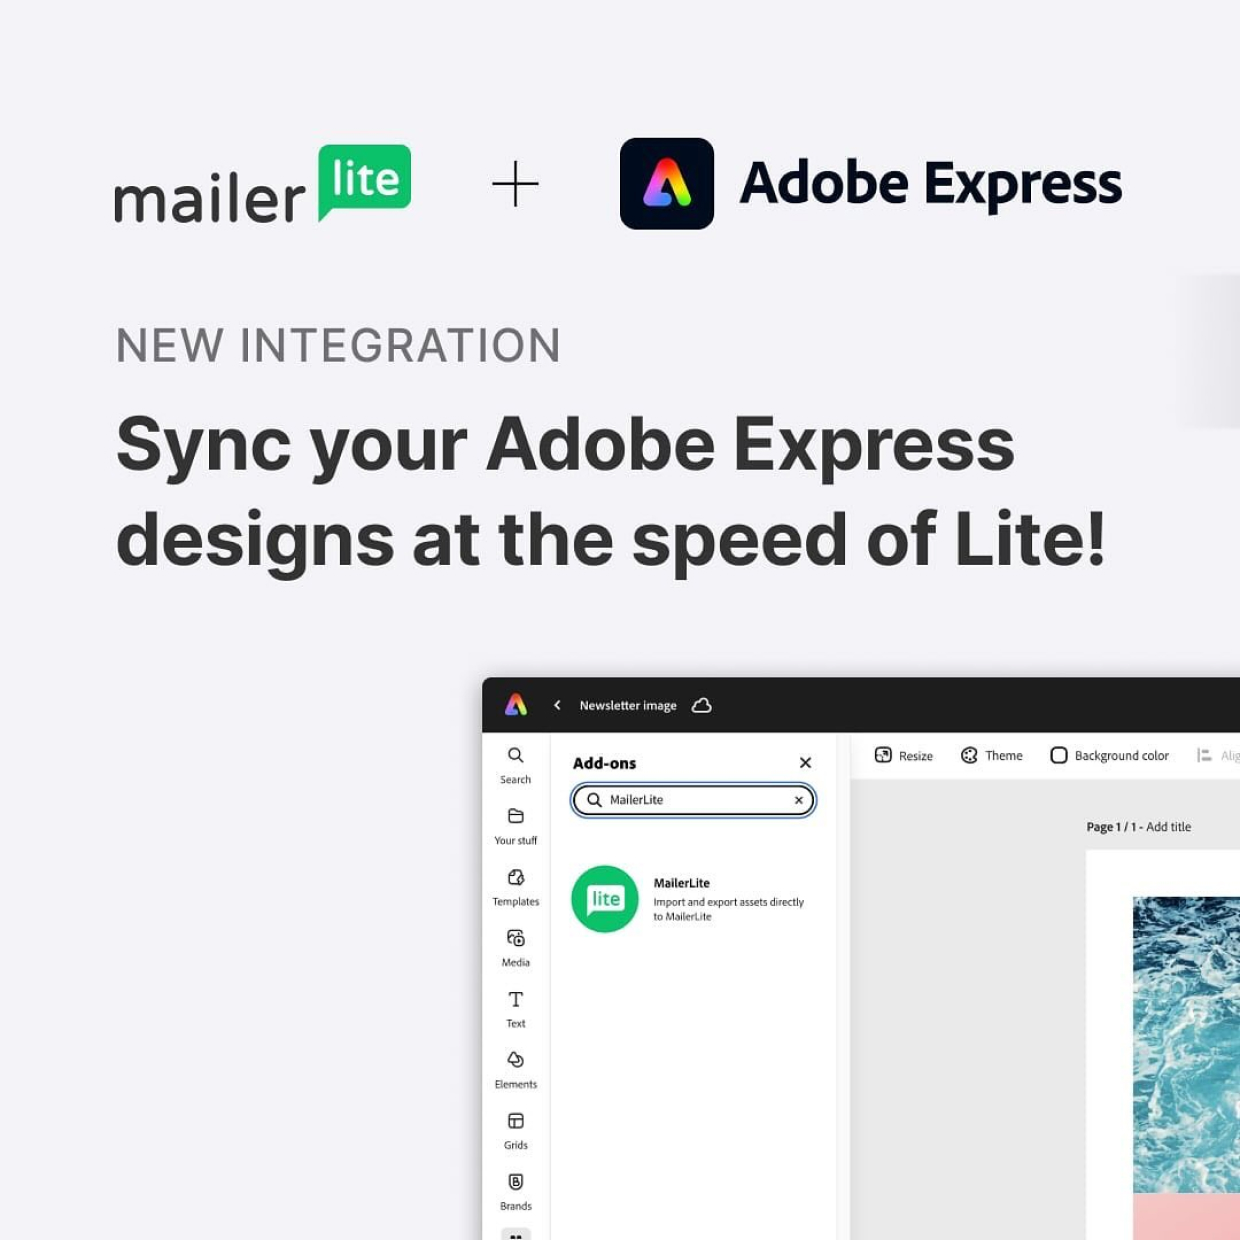 mailer lite + Adobe Express
NEW INTEGRATION
Sync your Adobe Express
designs at the speed of Lite!
Newsletter image
Search
Your stuff
Templates
Media
Text
Elements
Grids
Brands
Add-ons
MailerLite
lite
MailerLite
Import and export assets directly
to MailerLite
Resize Theme Background color
Page 1 / 1 - Add title